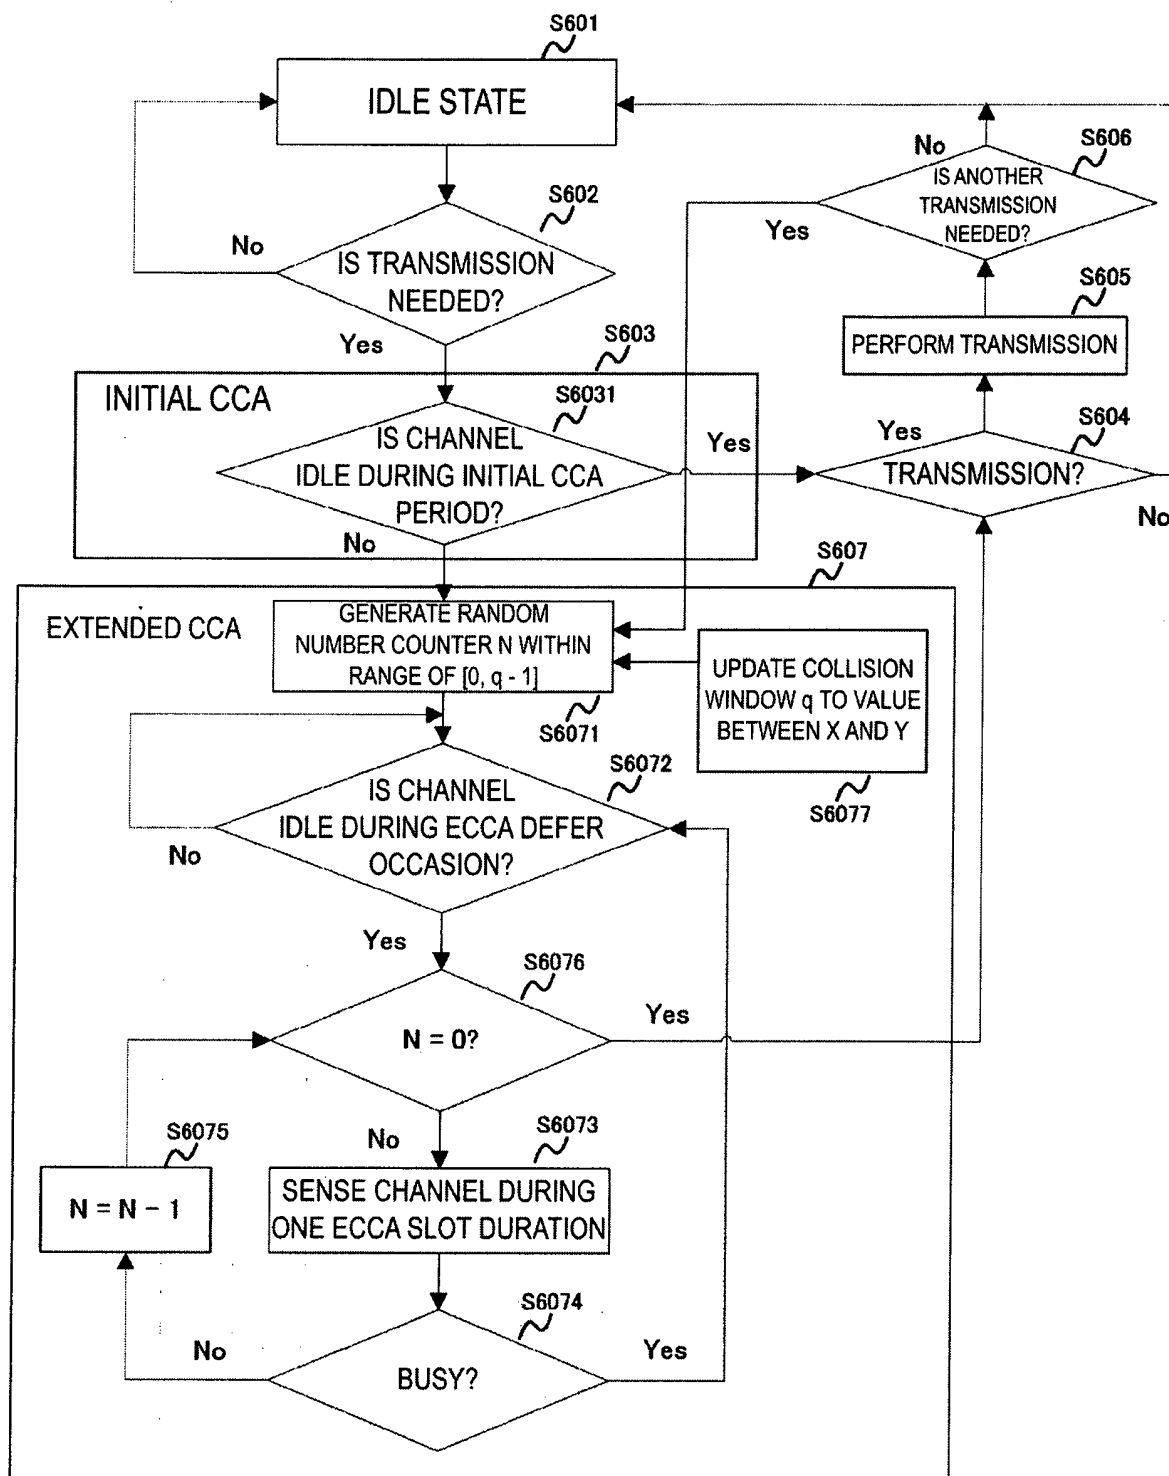 S601
IDLE STATE
S602
No
IS TRANSMISSION
NEEDED?
Yes
No
S606
IS ANOTHER
TRANSMISSION
NEEDED?
Yes
S605
PERFORM TRANSMISSION
S603
INITIAL CCA
S6031
IS CHANNEL
IDLE DURING INITIAL CCA
PERIOD?
Yes
No
Yes
S604
TRANSMISSION?
No
S607
EXTENDED CCA
GENERATE RANDOM
NUMBER COUNTER N WITHIN
RANGE OF [0, q - 1]
S6071
UPDATE COLLISION
WINDOW q TO VALUE
BETWEEN X AND Y
S6077
S6072
IS CHANNEL
IDLE DURING ECCA DEFER
OCCASION?
No
Yes
S6076
N = 0?
Yes
No
S6073
SENSE CHANNEL DURING
ONE ECCA SLOT DURATION
S6075
N = N - 1
S6074
No
BUSY?
Yes